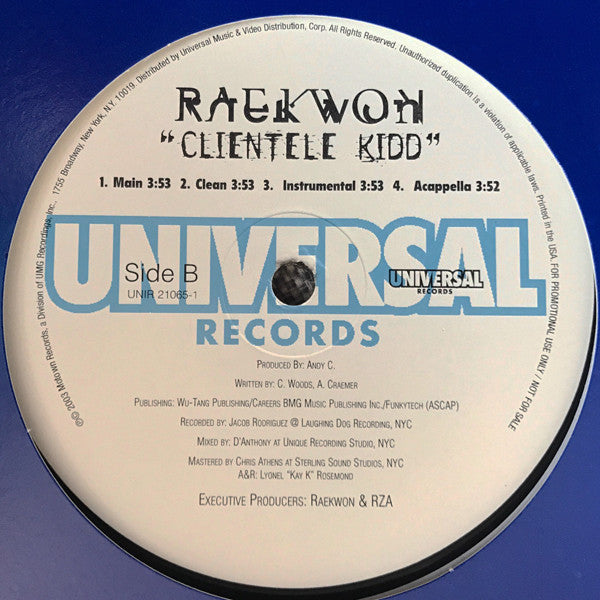 RAEKWON
"CLIENTELE KIDD"
1. Main 3:53 2. Clean 3:53 3. Instrumental 3:53 4. Acappella 3:52
UNIVERSAL
RECORDS
Side B
UNIR 21065-1
UNIVERSAL
RECORDS
Produced By: Andy C.
Written by: C. Woods, A. Craemer
Publishing: Wu-Tang Publishing/Careers BMG Music Publishing Inc./Funkytech (ASCAP)
Recorded by: Jacob Rodriguez @ Laughing Dog Recording, NYC
Mixed by: D'Anthony at Unique Recording Studio, NYC
Mastered by Chris Athens at Sterling Sound Studios, NYC
A&R: Lyonel "Kay K" Rosemond
Executive Producers: Raekwon & RZA
℗© 2003 Motown Records, a Division of UMG Recordings, Inc. 1755 Broadway, New York, N.Y. 10019. Distributed by Universal Music & Video Distribution, Corp. All Rights Reserved. Unauthorized duplication is a violation of applicable laws. Printed in the USA. FOR PROMOTIONAL USE ONLY / NOT FOR SALE